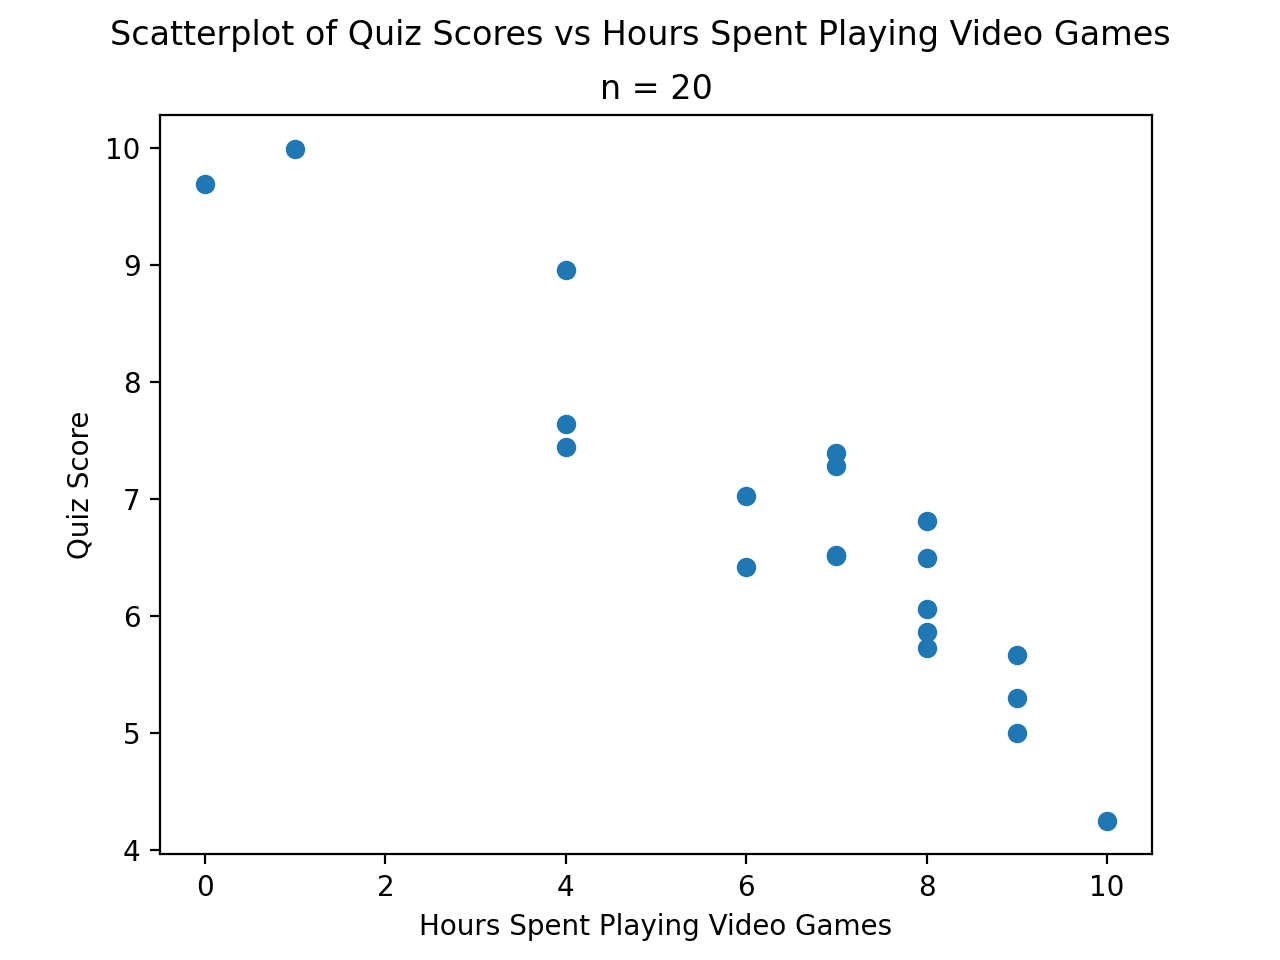 Scatterplot of Quiz Scores vs Hours Spent Playing Video Games
n = 20
10
9
8
7
6
5
4
Quiz Score
0 2 4 6 8 10
Hours Spent Playing Video Games